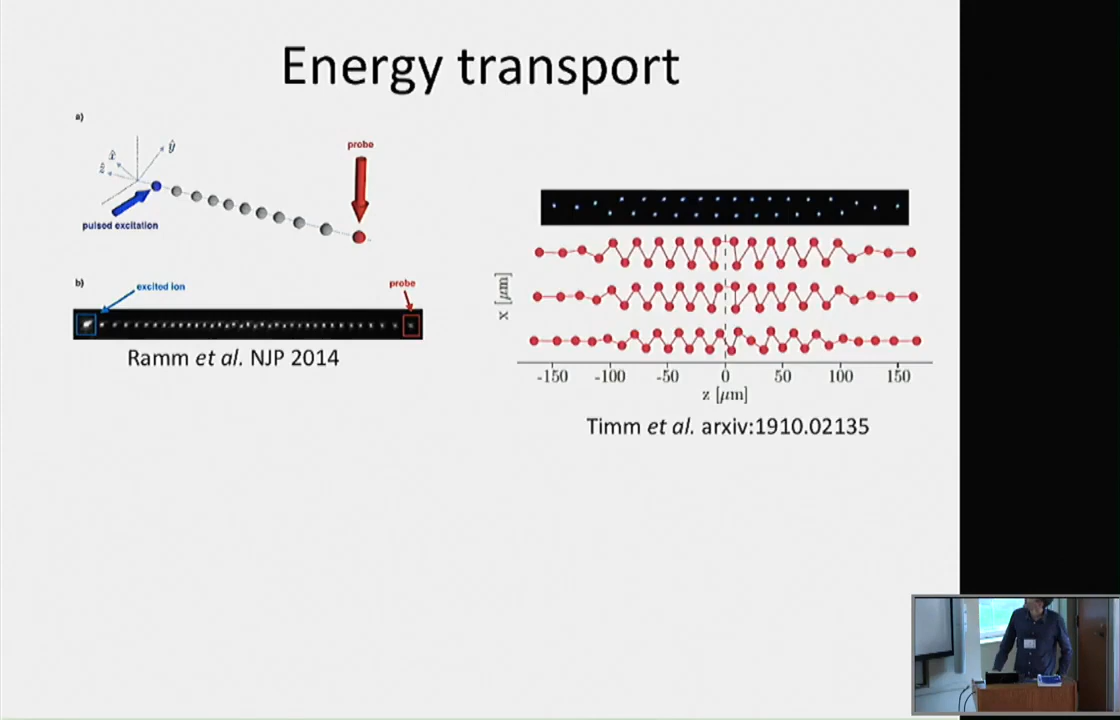 Energy transport
a)
ŷ
x̂
ẑ
probe
pulsed excitation
b)
excited ion
probe
Ramm et al. NJP 2014
x [μm]
-150 -100 -50 0 50 100 150
z [μm]
Timm et al. arxiv:1910.02135